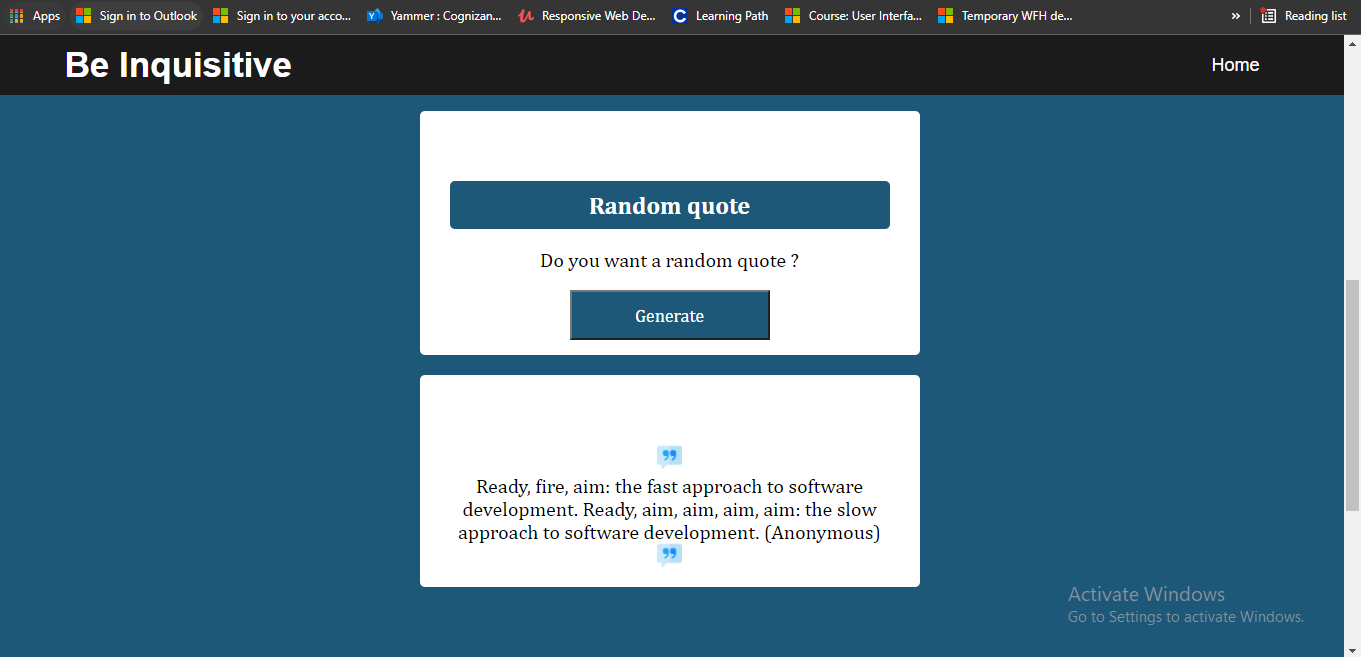 Apps Sign in to Outlook Sign in to your acco... Yammer : Cognizan... Responsive Web De... Learning Path Course: User Interfa... Temporary WFH de... » Reading list
Be Inquisitive Home
Random quote
Do you want a random quote ?
Generate
Ready, fire, aim: the fast approach to software
development. Ready, aim, aim, aim, aim: the slow
approach to software development. (Anonymous)
Activate Windows
Go to Settings to activate Windows.